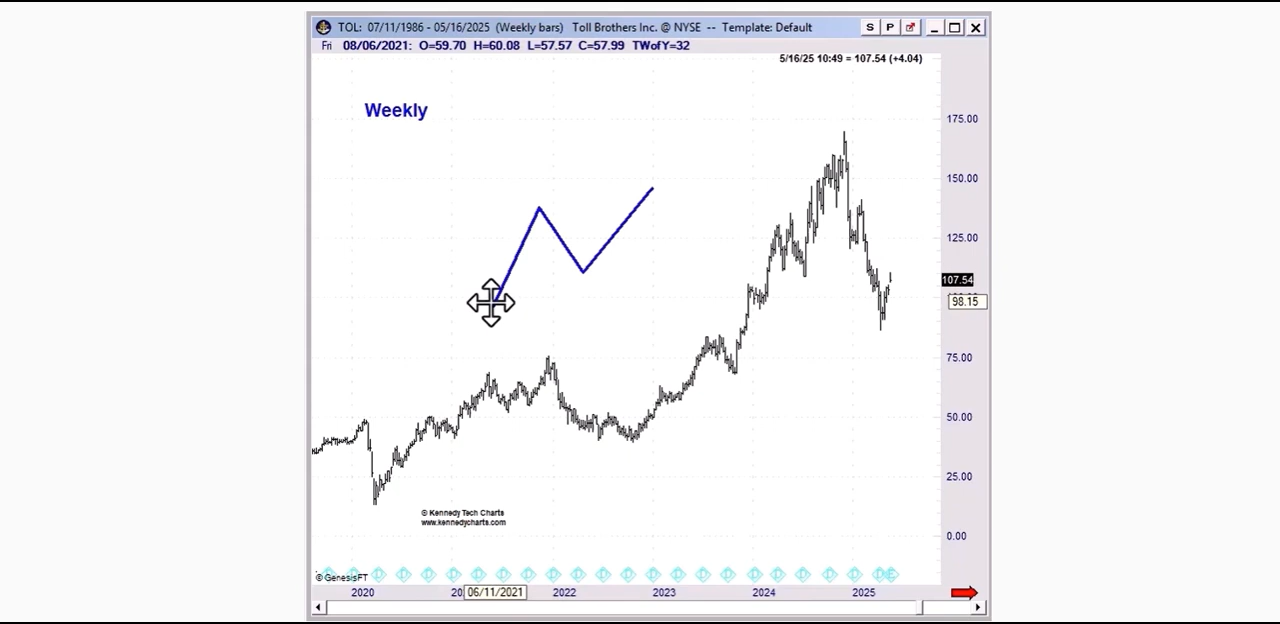 TOL: 07/11/1986 - 05/16/2025 (Weekly bars) Toll Brothers Inc. @ NYSE -- Template: Default
S P
Fri 08/06/2021: O=59.70 H=60.08 L=57.57 C=57.99 TWofY=32
5/16/25 10:49 = 107.54 (+4.04)
Weekly
175.00
150.00
125.00
107.54
98.15
75.00
50.00
25.00
© Kennedy Tech Charts
www.kennedycharts.com
0.00
© GenesisFT
2020 06/11/2021 2022 2023 2024 2025